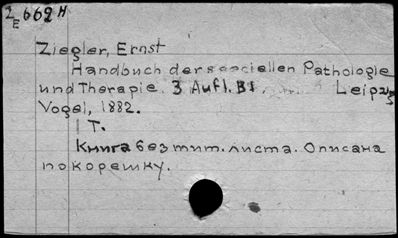 2E 662 H
Ziegler, Ernst
Handbuch der speciellen Pathologie
und Therapie. 3 Aufl. Bd. Leipzig
Vogel, 1882.
1 T.
Книга без тит. листа. Описана
по корешку.